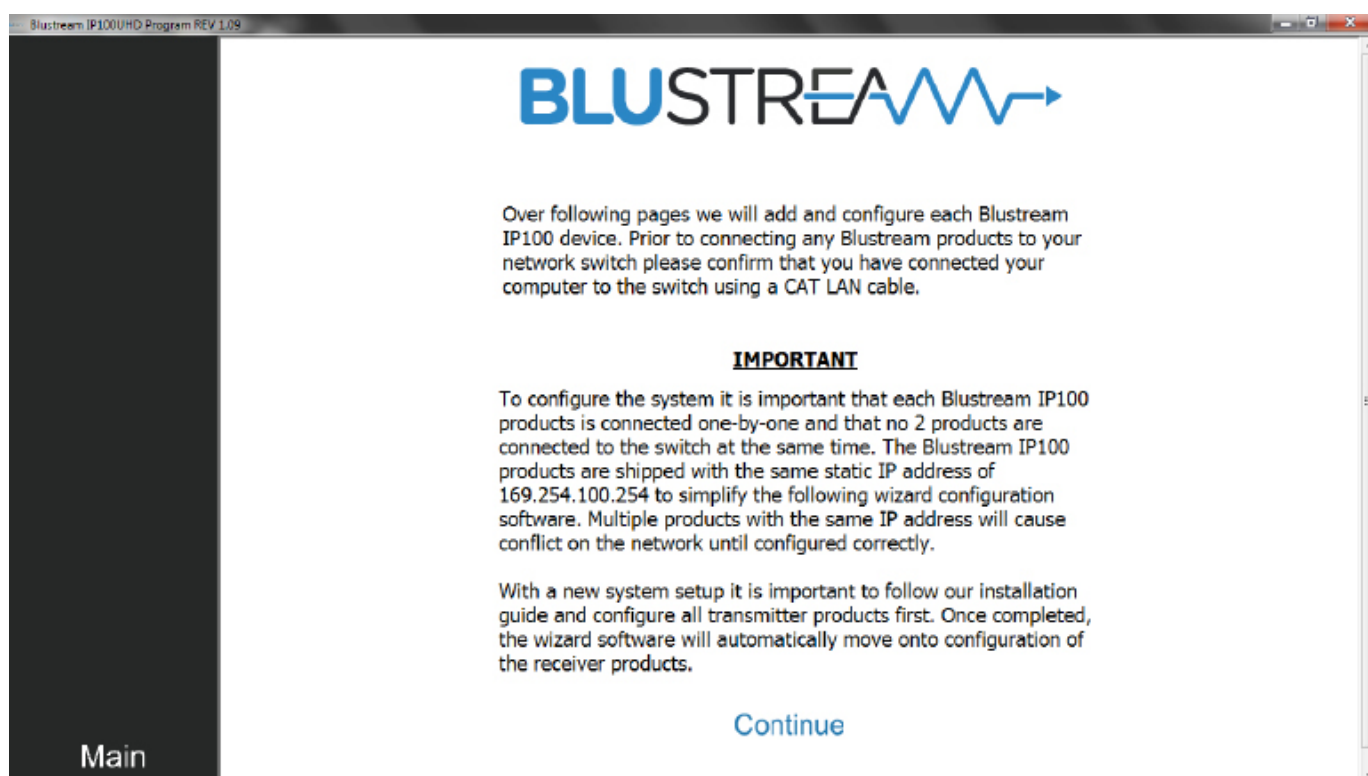 Blustream IP100UHD Program REV 1.09
BLUSTREAM
Over following pages we will add and configure each Blustream
IP100 device. Prior to connecting any Blustream products to your
network switch please confirm that you have connected your
computer to the switch using a CAT LAN cable.
IMPORTANT
To configure the system it is important that each Blustream IP100
products is connected one-by-one and that no 2 products are
connected to the switch at the same time. The Blustream IP100
products are shipped with the same static IP address of
169.254.100.254 to simplify the following wizard configuration
software. Multiple products with the same IP address will cause
conflict on the network until configured correctly.
With a new system setup it is important to follow our installation
guide and configure all transmitter products first. Once completed,
the wizard software will automatically move onto configuration of
the receiver products.
Continue
Main